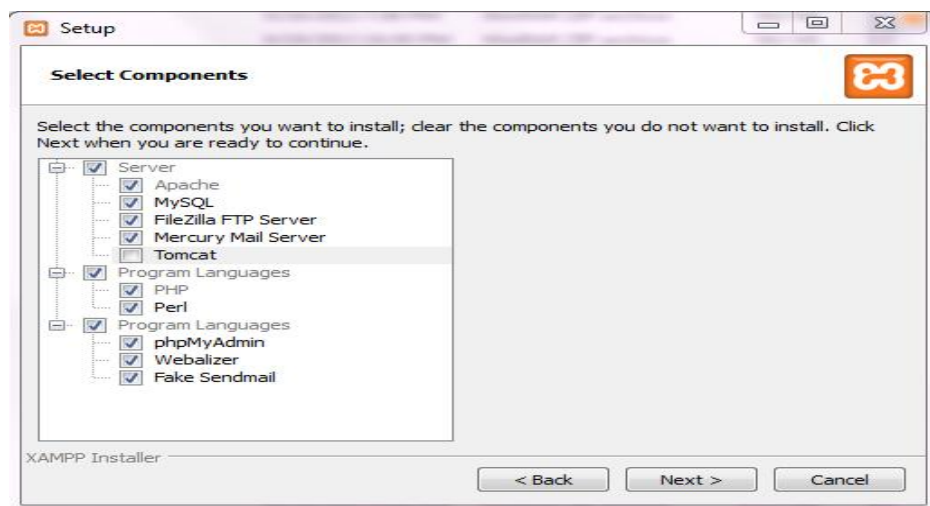 Setup
Select Components
Select the components you want to install; clear the components you do not want to install. Click
Next when you are ready to continue.
Server
Apache
MySQL
FileZilla FTP Server
Mercury Mail Server
Tomcat
Program Languages
PHP
Perl
Program Languages
phpMyAdmin
Webalizer
Fake Sendmail
XAMPP Installer
< Back Next > Cancel